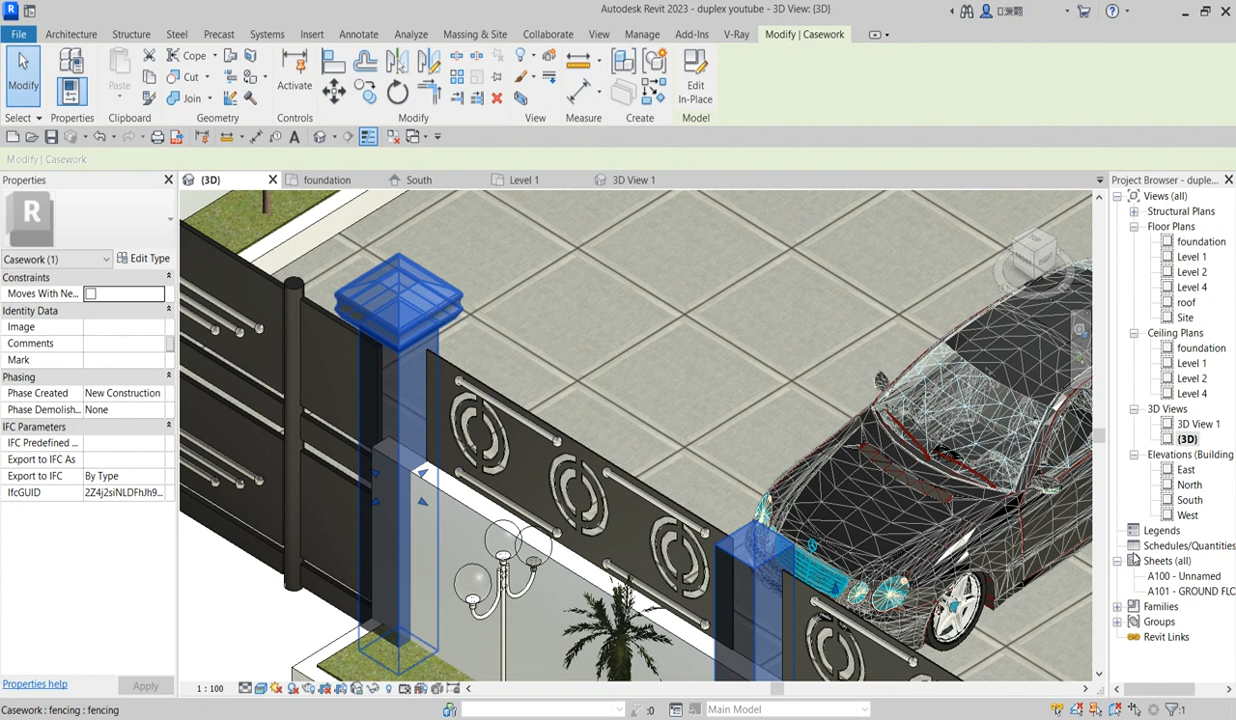 Autodesk Revit 2023 - duplex youtube - 3D View: {3D}
File Architecture Structure Steel Precast Systems Insert Annotate Analyze Massing & Site Collaborate View Manage Add-Ins V-Ray Modify | Casework
Modify
Paste
Cope
Cut
Join
Activate
Edit
In-Place
Select Properties Clipboard Geometry Controls Modify View Measure Create Model
Modify | Casework
Properties
{3D} foundation South Level 1 3D View 1
R
Casework (1) Edit Type
Constraints
Moves With Ne...
Identity Data
Image
Comments
Mark
Phasing
Phase Created New Construction
Phase Demolish... None
IFC Parameters
IFC Predefined ...
Export to IFC As
Export to IFC By Type
IfcGUID 2Z4j2siNLDFhJh9...
Properties help Apply
Project Browser - duple...
Views (all)
Structural Plans
Floor Plans
foundation
Level 1
Level 2
Level 4
roof
Site
Ceiling Plans
foundation
Level 1
Level 2
Level 4
3D Views
3D View 1
{3D}
Elevations (Building
East
North
South
West
Legends
Schedules/Quantities
Sheets (all)
A100 - Unnamed
A101 - GROUND FLC
Families
Groups
Revit Links
1 : 100
Casework : fencing : fencing
:0
Main Model
:1